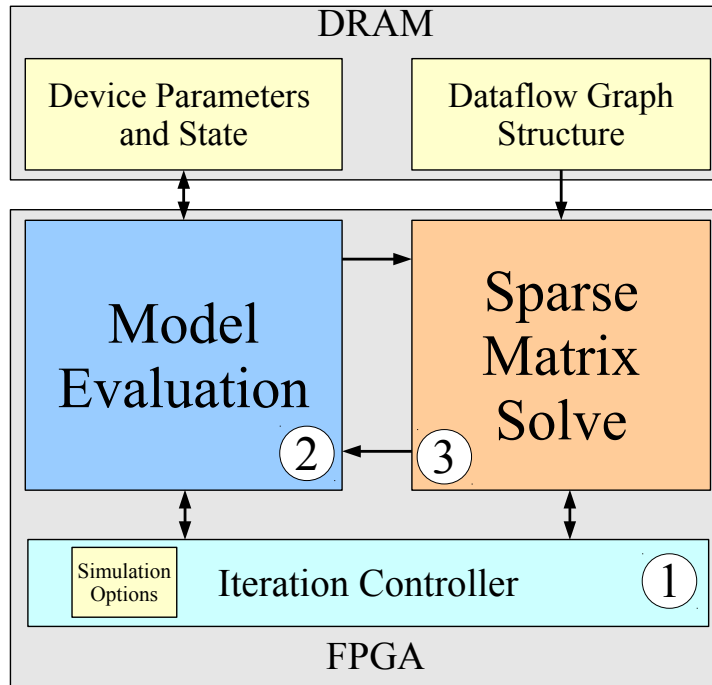 DRAM
Device Parameters
and State
Dataflow Graph
Structure
Model
Evaluation
2
Sparse
Matrix
Solve
3
Simulation
Options
Iteration Controller
1
FPGA